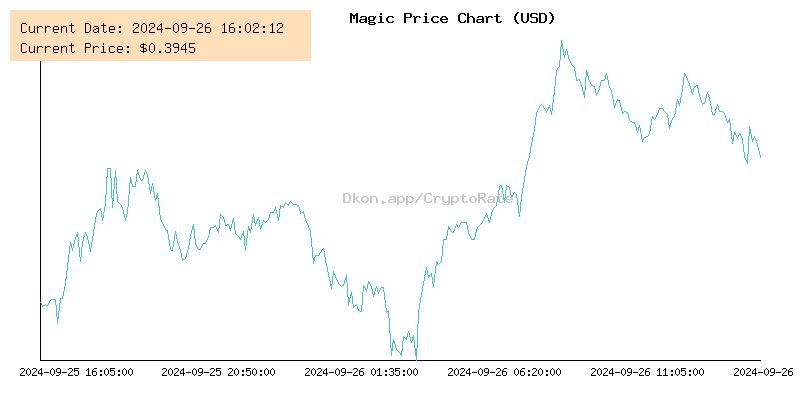 Magic Price Chart (USD)
Current Date: 2024-09-26 16:02:12
Current Price: $0.3945
Dkon.app/CryptoRate
2024-09-25 16:05:00
2024-09-25 20:50:00
2024-09-26 01:35:00
2024-09-26 06:20:00
2024-09-26 11:05:00
2024-09-26